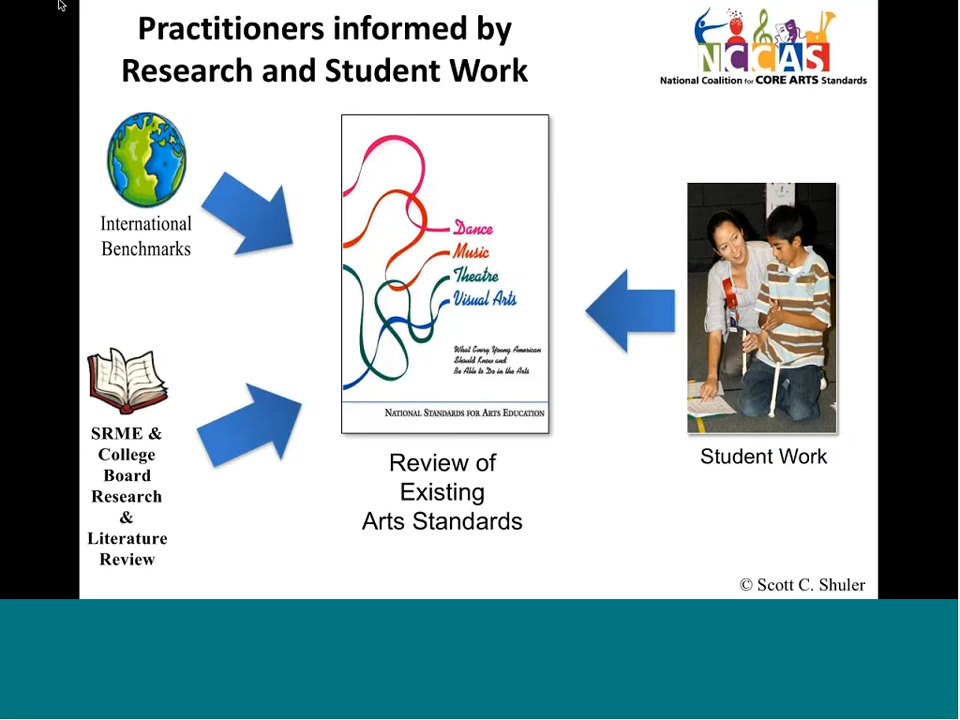 Practitioners informed by
Research and Student Work
NCCAS
National Coalition for CORE ARTS Standards
International
Benchmarks
Dance
Music
Theatre
Visual Arts
What Every Young American
Should Know and
Be Able to Do in the Arts
NATIONAL STANDARDS FOR ARTS EDUCATION
SRME &
College
Board
Research
&
Literature
Review
Review of
Existing
Arts Standards
Student Work
© Scott C. Shuler